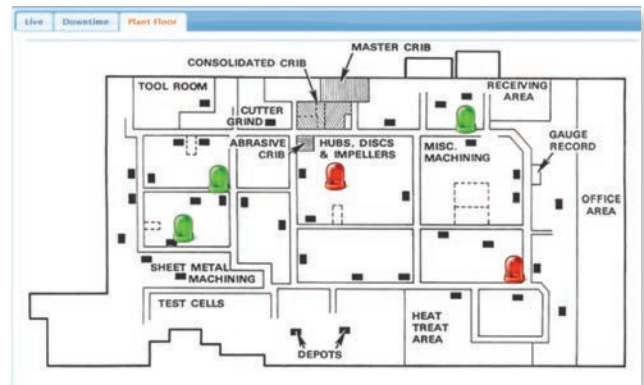 Live
Downtime
Plant Floor
MASTER CRIB
CONSOLIDATED CRIB
TOOL ROOM
RECEIVING
AREA
CUTTER
GRIND
ABRASIVE
CRIB
HUBS, DISCS
& IMPELLERS
MISC.
MACHINING
GAUGE
RECORD
OFFICE
AREA
SHEET METAL
MACHINING
TEST CELLS
HEAT
TREAT
AREA
DEPOTS